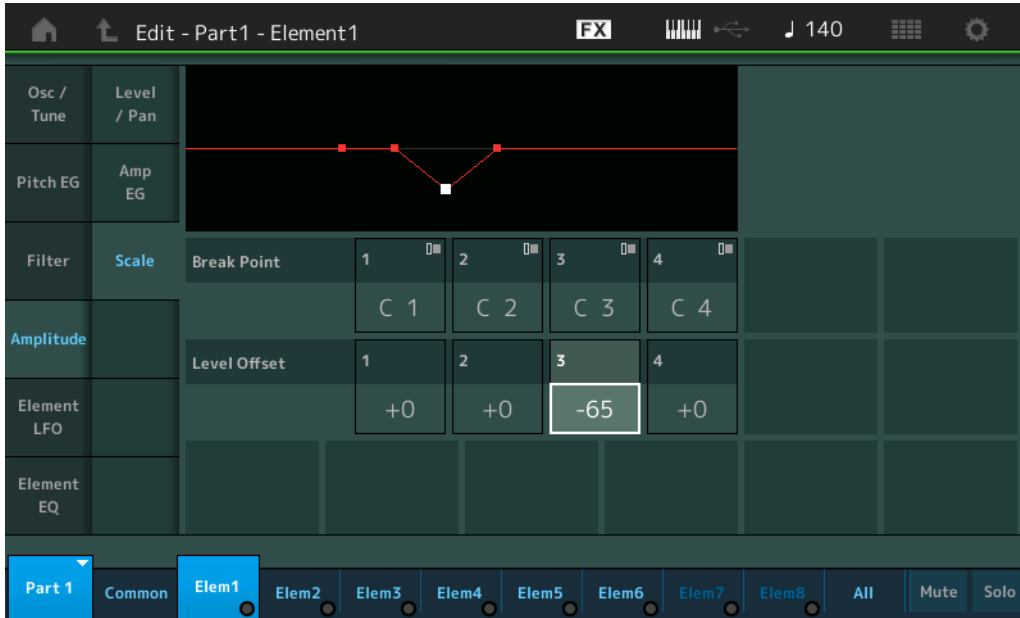 Edit - Part1 - Element1
FX
♩ 140
Osc /
Tune
Level
/ Pan
Pitch EG
Amp
EG
Filter
Scale
Break Point
1
2
3
4
C 1
C 2
C 3
C 4
Amplitude
Level Offset
1
2
3
4
+0
+0
-65
+0
Element
LFO
Element
EQ
Part 1
Common
Elem1
Elem2
Elem3
Elem4
Elem5
Elem6
Elem7
Elem8
All
Mute
Solo